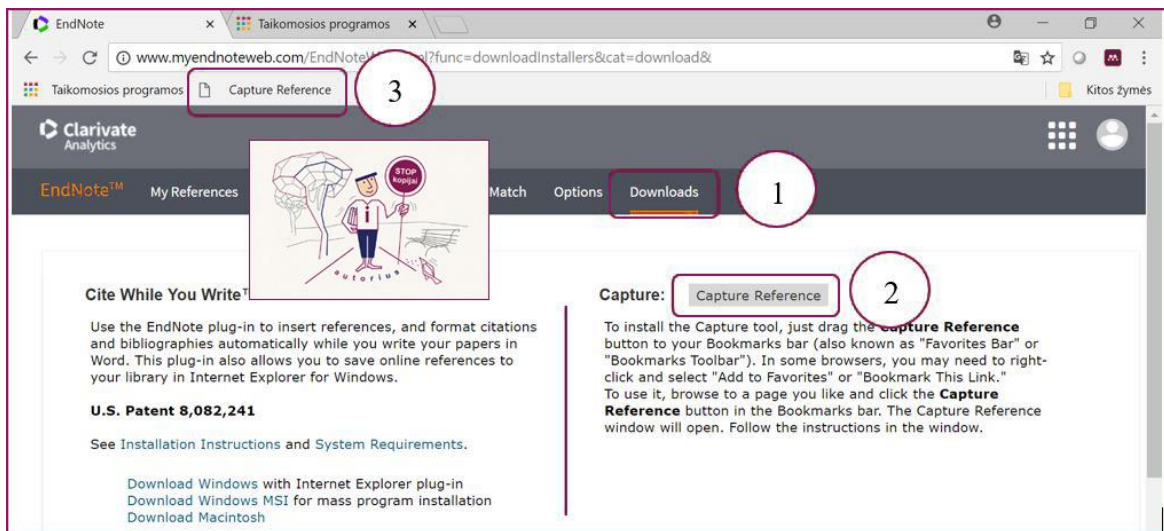 EndNote
Taikomosios programos
www.myendnoteweb.com/EndNoteW ml?func=downloadInstallers&cat=download&
Taikomosios programos Capture Reference
Kitos žymės
3
Clarivate
Analytics
EndNote™ My References Match Options Downloads
1
STOP
kopijai
i
autorius
Cite While You Write
Use the EndNote plug-in to insert references, and format citations
and bibliographies automatically while you write your papers in
Word. This plug-in also allows you to save online references to
your library in Internet Explorer for Windows.
U.S. Patent 8,082,241
See Installation Instructions and System Requirements.
Download Windows with Internet Explorer plug-in
Download Windows MSI for mass program installation
Download Macintosh
Capture: Capture Reference
2
To install the Capture tool, just drag the Capture Reference
button to your Bookmarks bar (also known as "Favorites Bar" or
"Bookmarks Toolbar"). In some browsers, you may need to right-
click and select "Add to Favorites" or "Bookmark This Link."
To use it, browse to a page you like and click the Capture
Reference button in the Bookmarks bar. The Capture Reference
window will open. Follow the instructions in the window.